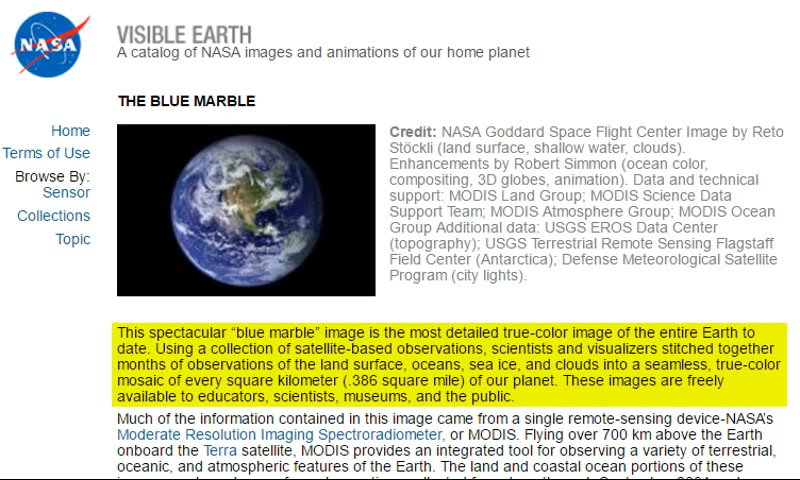 NASA
VISIBLE EARTH
A catalog of NASA images and animations of our home planet
THE BLUE MARBLE
Home
Terms of Use
Browse By:
Sensor
Collections
Topic
Credit: NASA Goddard Space Flight Center Image by Reto
Stöckli (land surface, shallow water, clouds).
Enhancements by Robert Simmon (ocean color,
compositing, 3D globes, animation). Data and technical
support: MODIS Land Group; MODIS Science Data
Support Team; MODIS Atmosphere Group; MODIS Ocean
Group Additional data: USGS EROS Data Center
(topography); USGS Terrestrial Remote Sensing Flagstaff
Field Center (Antarctica); Defense Meteorological Satellite
Program (city lights).
This spectacular “blue marble” image is the most detailed true-color image of the entire Earth to
date. Using a collection of satellite-based observations, scientists and visualizers stitched together
months of observations of the land surface, oceans, sea ice, and clouds into a seamless, true-color
mosaic of every square kilometer (.386 square mile) of our planet. These images are freely
available to educators, scientists, museums, and the public.
Much of the information contained in this image came from a single remote-sensing device-NASA’s
Moderate Resolution Imaging Spectroradiometer, or MODIS. Flying over 700 km above the Earth
onboard the Terra satellite, MODIS provides an integrated tool for observing a variety of terrestrial,
oceanic, and atmospheric features of the Earth. The land and coastal ocean portions of these